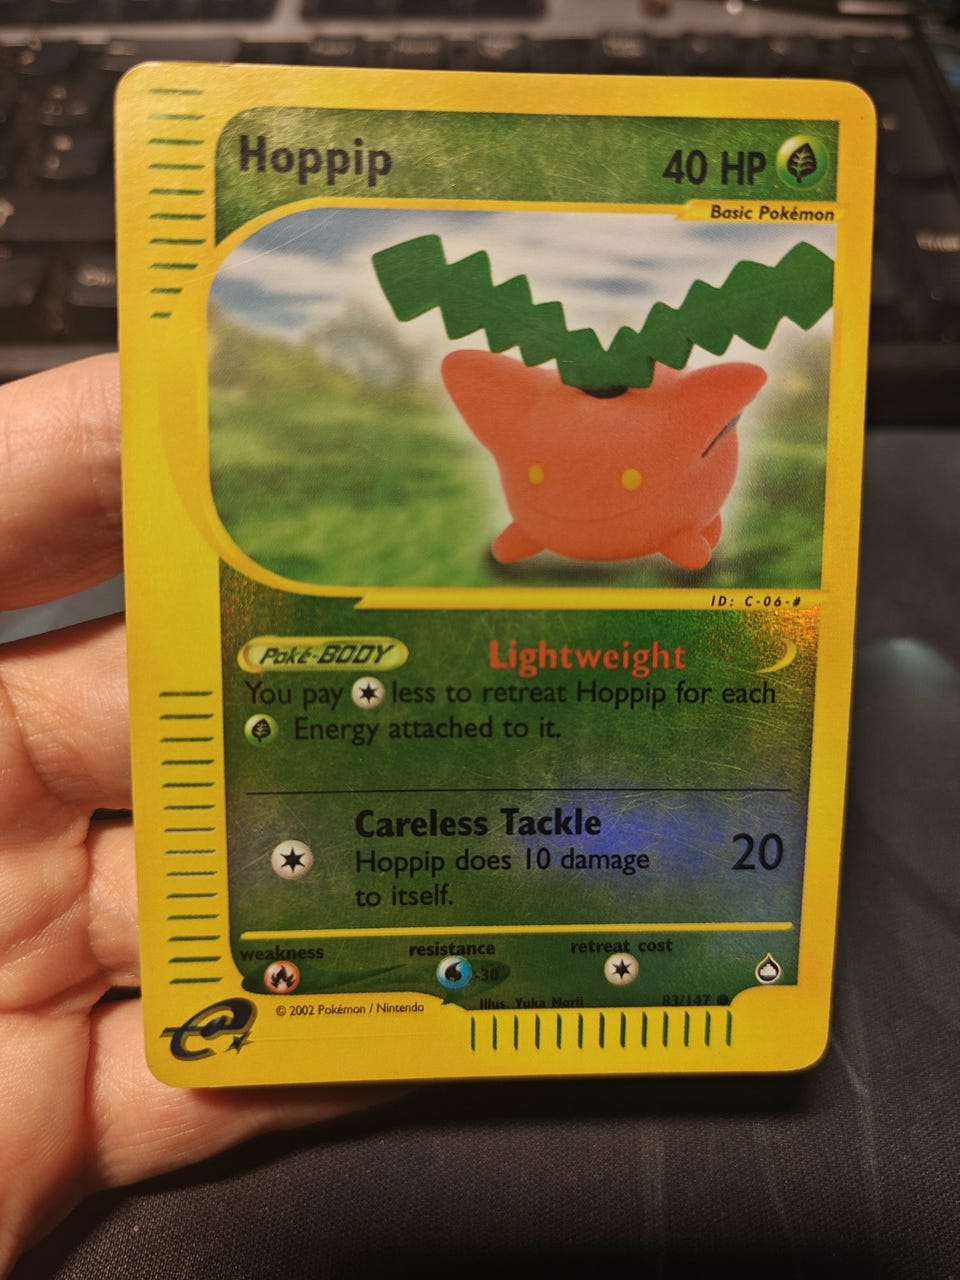 Hoppip
40 HP
Basic Pokémon
ID: C-06-#
Poké-BODY Lightweight
You pay less to retreat Hoppip for each
Energy attached to it.
Careless Tackle
Hoppip does 10 damage
to itself.
20
weakness resistance retreat cost
-30
Illus. Yuka Morii 83/147
© 2002 Pokémon / Nintendo
e